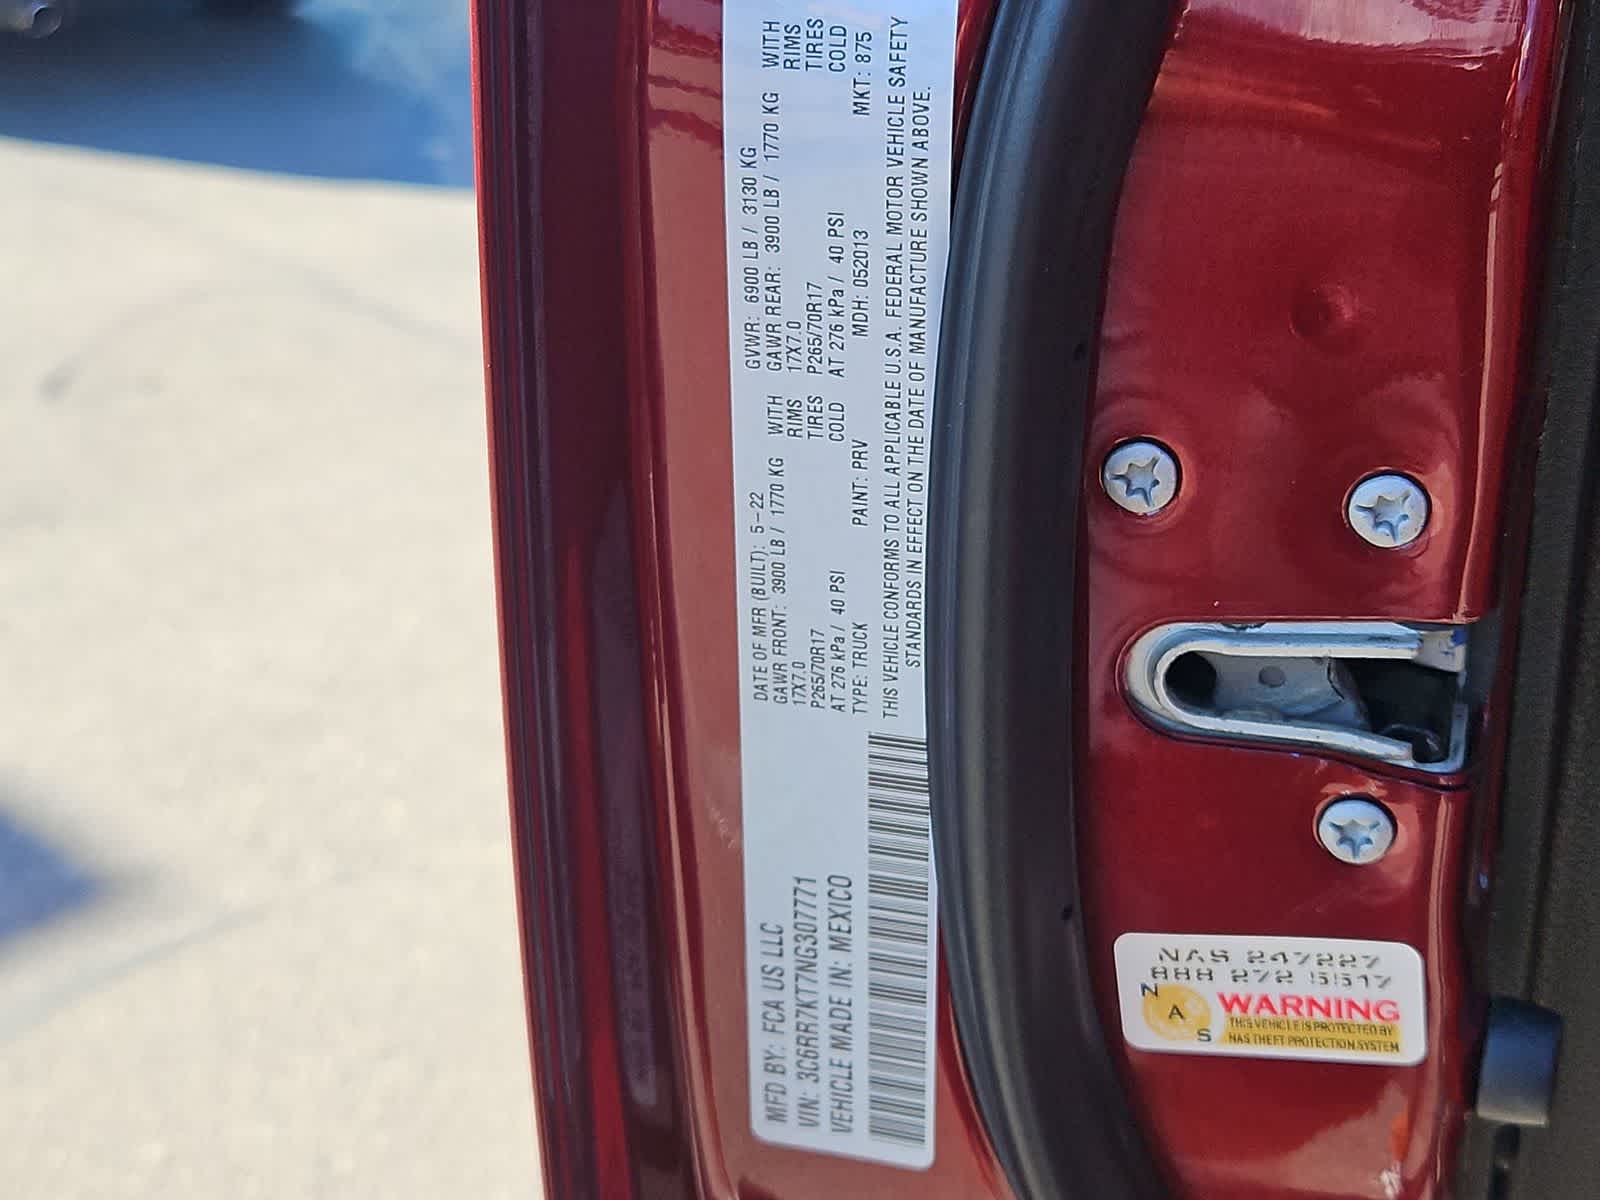 MFD BY: FCA US LLC
VIN: 3C6RR7KT7NG307771
VEHICLE MADE IN: MEXICO
DATE OF MFR (BUILT): 5-22 GVWR: 6900 LB / 3130 KG
GAWR FRONT: 3900 LB / 1770 KG WITH GAWR REAR: 3900 LB / 1770 KG WITH
17X7.0 RIMS 17X7.0 RIMS
P265/70R17 TIRES P265/70R17 TIRES
AT 276 kPa / 40 PSI COLD AT 276 kPa / 40 PSI COLD
TYPE: TRUCK PAINT: PRV MDH: 052013 MKT: 875
THIS VEHICLE CONFORMS TO ALL APPLICABLE U.S.A. FEDERAL MOTOR VEHICLE SAFETY
STANDARDS IN EFFECT ON THE DATE OF MANUFACTURE SHOWN ABOVE.
NAS 247227
888 272 5517
N A S
WARNING
THIS VEHICLE IS PROTECTED BY
NAS THEFT PROTECTION SYSTEM